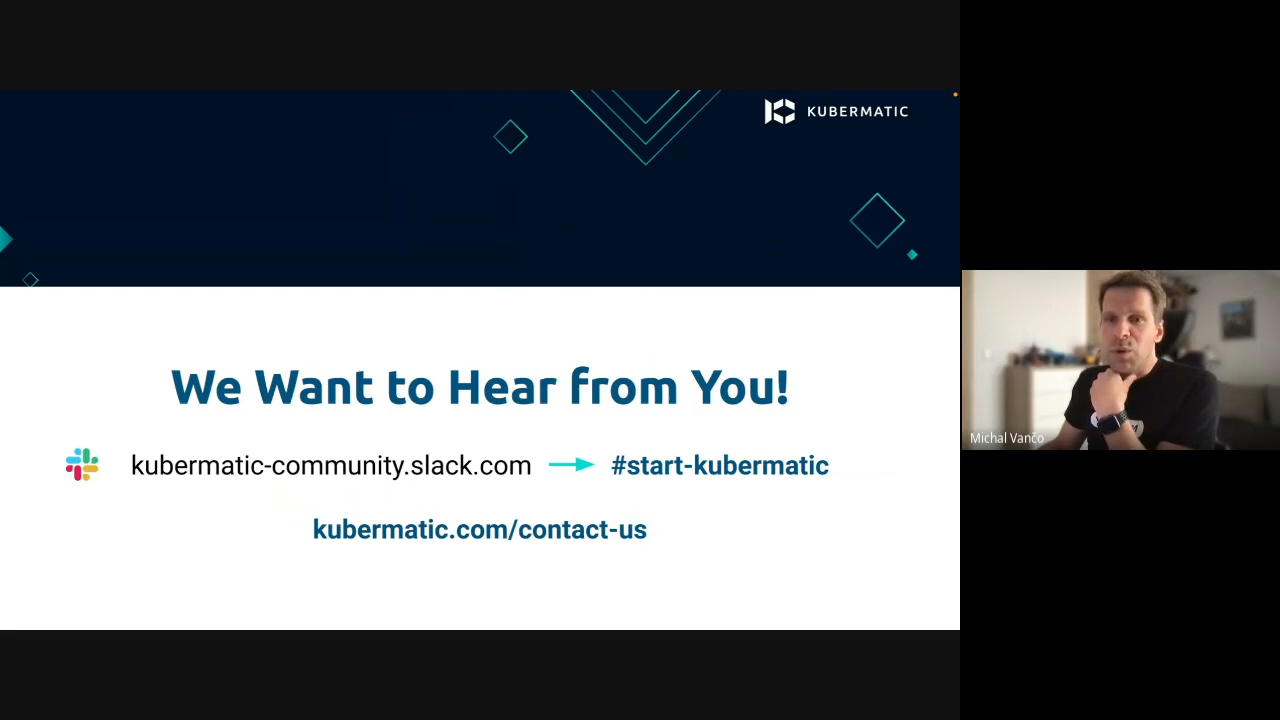 KUBERMATIC
We Want to Hear from You!
kubermatic-community.slack.com #start-kubermatic
kubermatic.com/contact-us
Michal Vančo